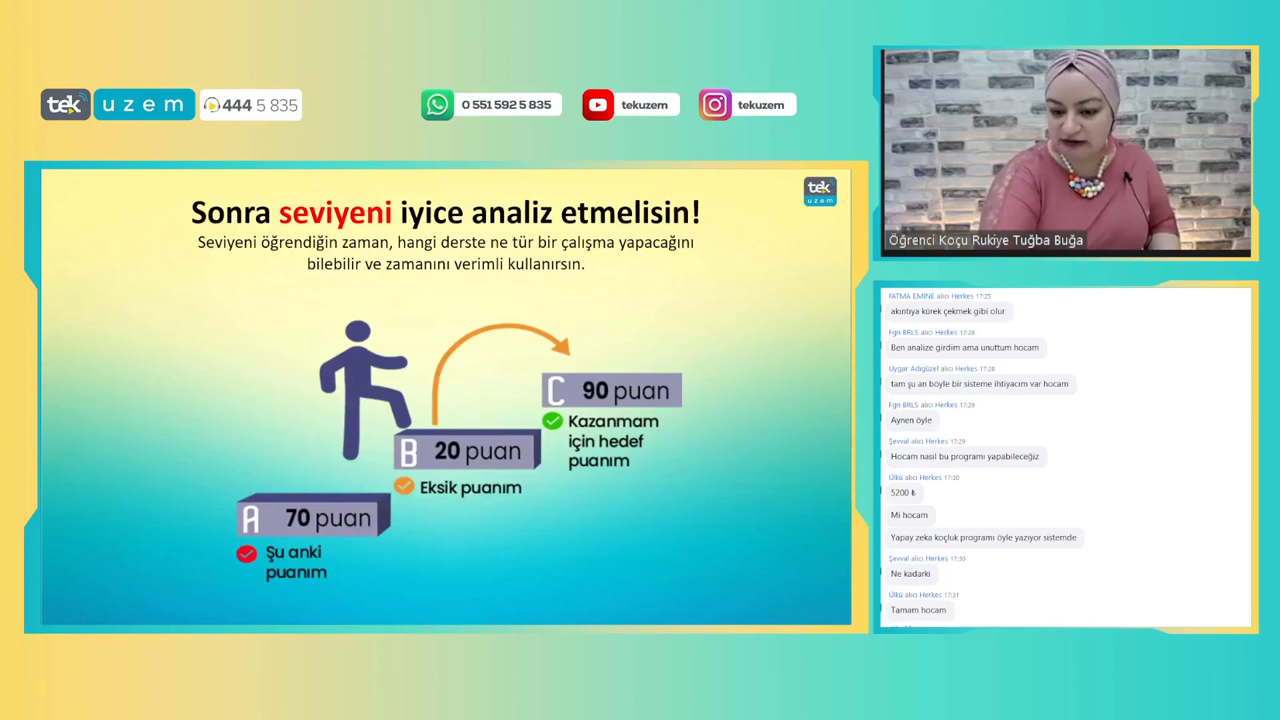 tek uzem 444 5 835
0 551 592 5 835
tekuzem
tekuzem
tek
uzem
Sonra seviyeni iyice analiz etmelisin!
Seviyeni öğrendiğin zaman, hangi derste ne tür bir çalışma yapacağını
bilebilir ve zamanını verimli kullanırsın.
C 90 puan
Kazanmam
için hedef
puanım
B 20 puan
Eksik puanım
A 70 puan
Şu anki
puanım
Öğrenci Koçu Rukiye Tuğba Buğa
FATMA EMINE alıcı Herkes 17:25
akıntıya kürek çekmek gibi olur
Fgn BRLS alıcı Herkes 17:28
Ben analize girdim ama unuttum hocam
Uygar Adıgüzel alıcı Herkes 17:28
tam şu an böyle bir sisteme ihtiyacım var hocam
Fgn BRLS alıcı Herkes 17:29
Aynen öyle
Şevval alıcı Herkes 17:29
Hocam nasıl bu programı yapabileceğiz
Ülkü alıcı Herkes 17:30
5200 ₺
Mi hocam
Yapay zeka koçluk programı öyle yazıyor sistemde
Şevval alıcı Herkes 17:30
Ne kadarki
Ülkü alıcı Herkes 17:31
Tamam hocam